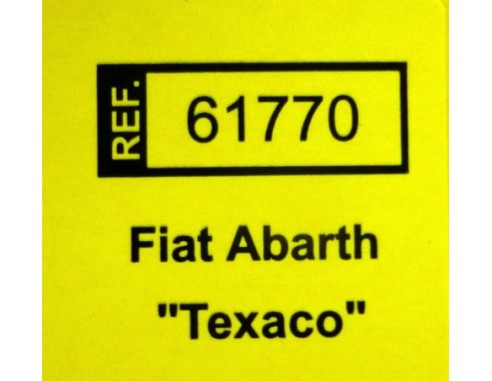 REF. 61770
Fiat Abarth
"Texaco"